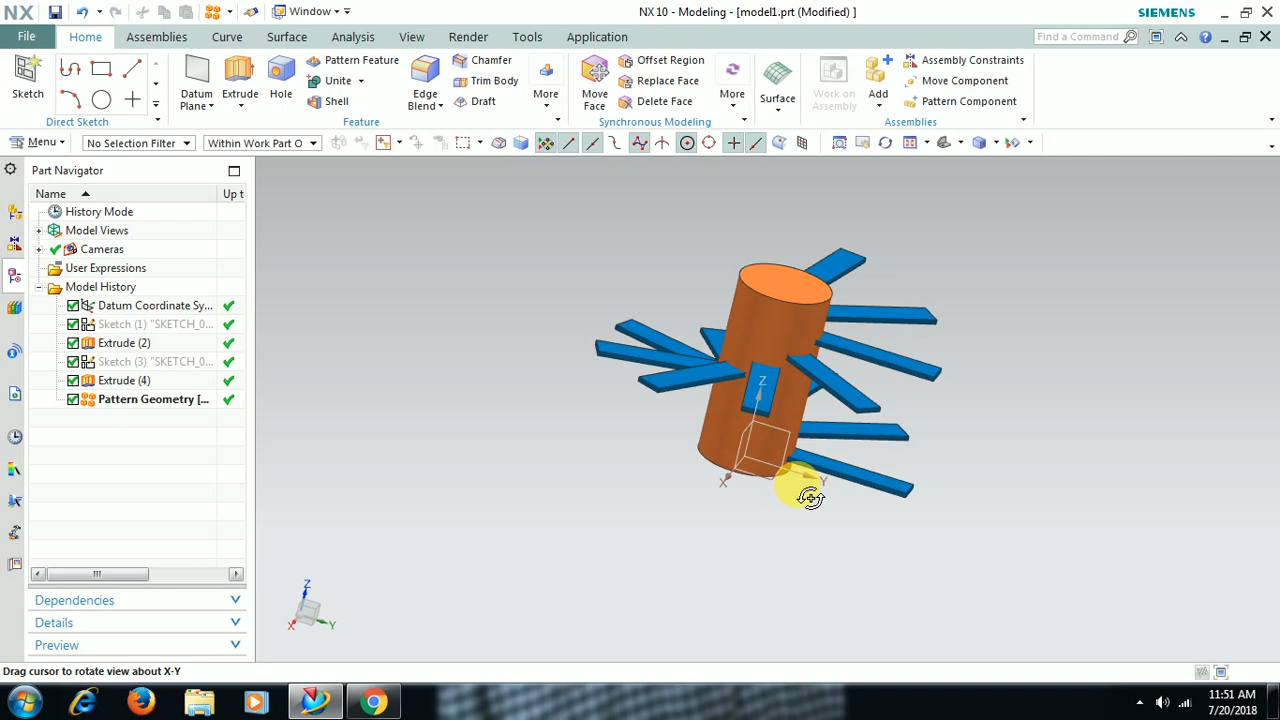 NX Window NX 10 - Modeling - [model1.prt (Modified) ] SIEMENS
File Home Assemblies Curve Surface Analysis View Render Tools Application Find a Command
Sketch
Direct Sketch
Datum Plane
Extrude
Hole
Pattern Feature
Unite
Shell
Edge Blend
Chamfer
Trim Body
Draft
More
Feature
Move Face
Offset Region
Replace Face
Delete Face
More
Synchronous Modeling
Surface
Work on Assembly
Add
Assembly Constraints
Move Component
Pattern Component
Assemblies
Menu No Selection Filter Within Work Part O
Part Navigator
Name Up t
History Mode
Model Views
Cameras
User Expressions
Model History
Datum Coordinate Sy...
Sketch (1) "SKETCH_0...
Extrude (2)
Sketch (3) "SKETCH_0...
Extrude (4)
Pattern Geometry [...
Dependencies
Details
Preview
Z
X
Y
Z
X
Y
Drag cursor to rotate view about X-Y
11:51 AM
7/20/2018